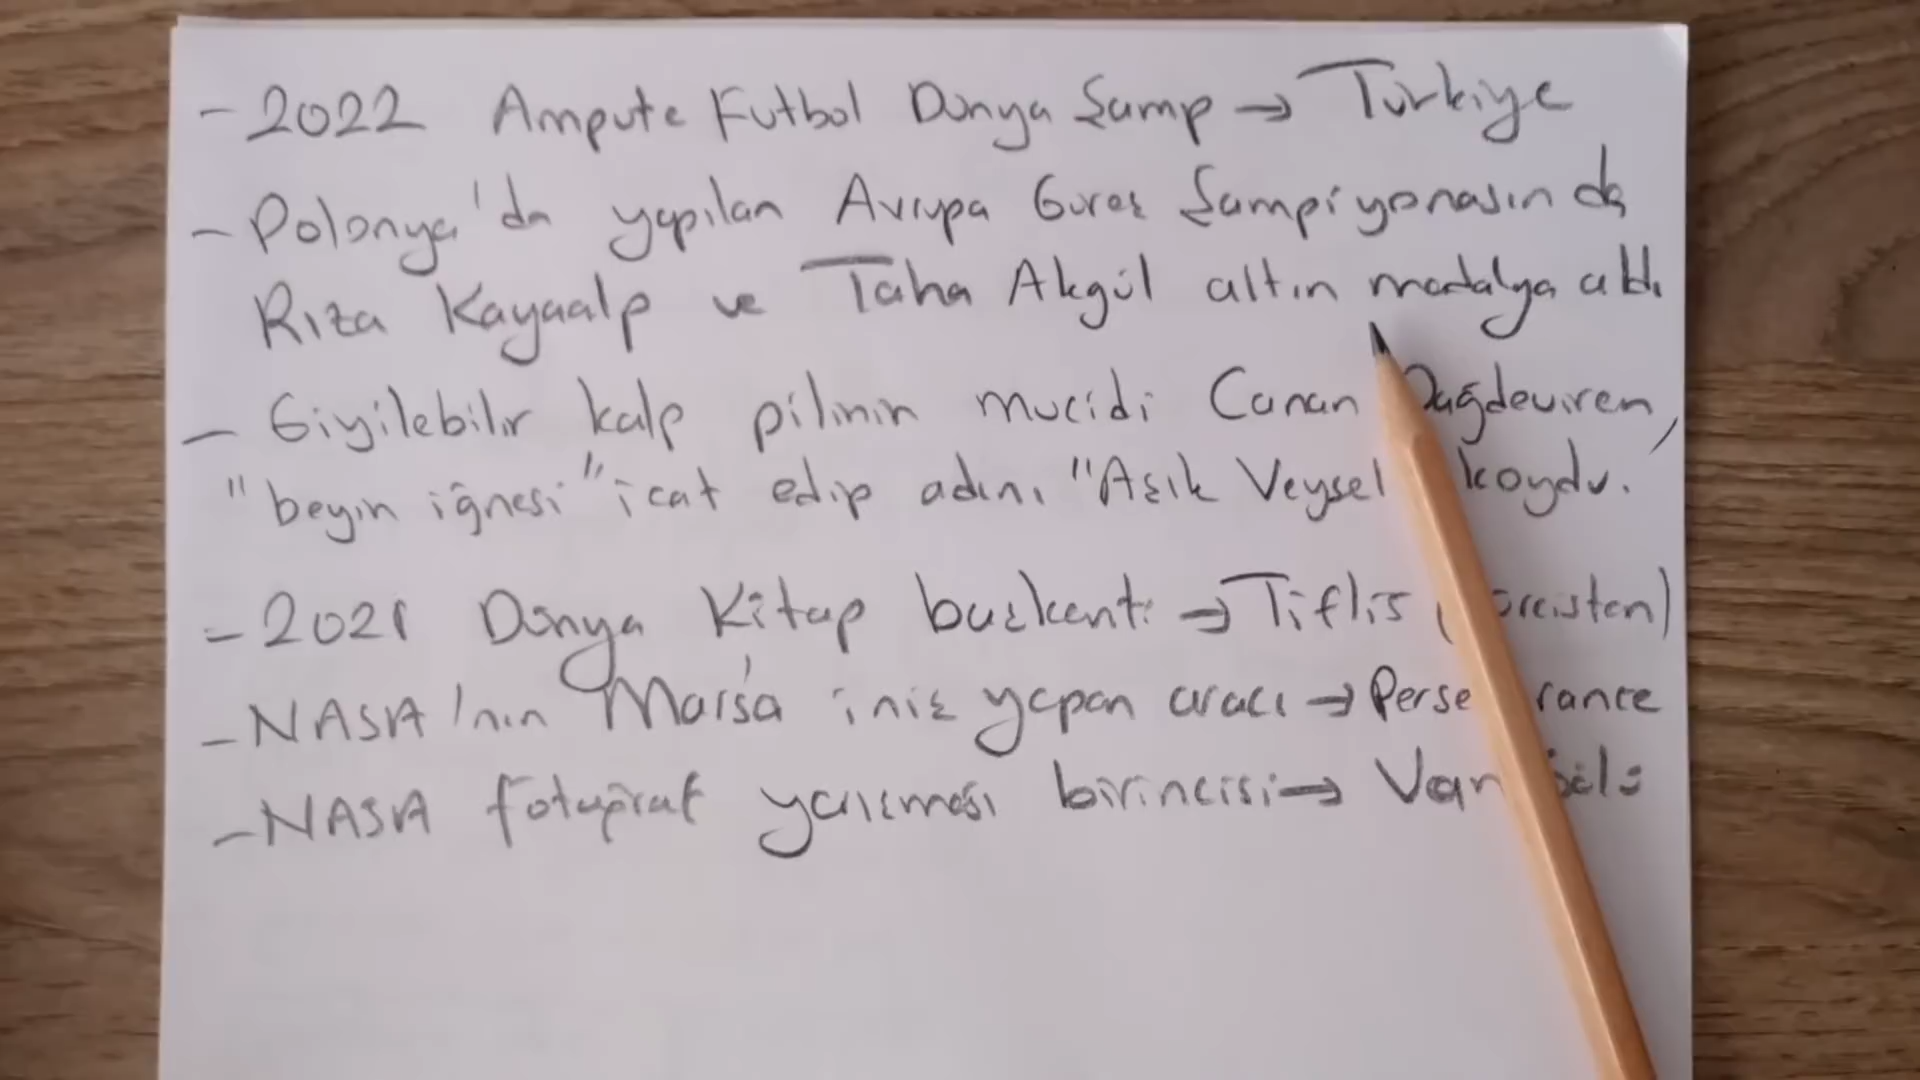 - 2022 Ampute Futbol Dünya Şamp → Türkiye
- Polonya'da yapılan Avrupa Güreş Şampiyonasında
Rıza Kayaalp ve Taha Akgül altın madalya aldı.
- Giyilebilir kalp pilinin mucidi Canan Dağdeviren,
"beyin iğnesi" icat edip adını "Aşık Veysel koydu.
- 2021 Dünya Kitap başkenti → Tiflis
- NASA'nın Mars'a iniş yapan aracı →
- NASA fotoğraf yarışması birincisi → Van